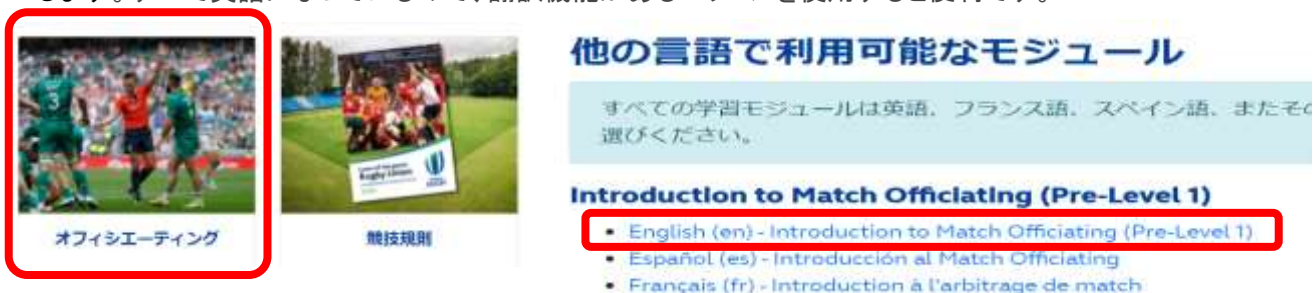 オフィシエーティング
競技規則
他の言語で利用可能なモジュール
すべての学習モジュールは英語、フランス語、スペイン語、またその
選びください。
Introduction to Match Officiating (Pre-Level 1)
• English (en) - Introduction to Match Officiating (Pre-Level 1)
• Español (es) - Introducción al Match Officiating
• Français (fr) - Introduction à l'arbitrage de match